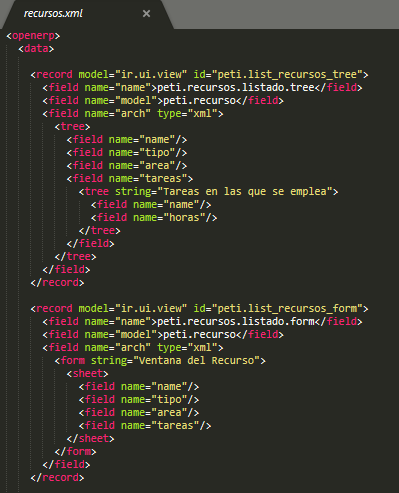 recursos.xml ×
<openerp>
<data>
<record model="ir.ui.view" id="peti.list_recursos_tree">
<field name="name">peti.recursos.listado.tree</field>
<field name="model">peti.recurso</field>
<field name="arch" type="xml">
<tree>
<field name="name"/>
<field name="tipo"/>
<field name="area"/>
<field name="tareas">
<tree string="Tareas en las que se emplea">
<field name="name"/>
<field name="horas"/>
</tree>
</field>
</tree>
</field>
</record>
<record model="ir.ui.view" id="peti.list_recursos_form">
<field name="name">peti.recursos.listado.form</field>
<field name="model">peti.recurso</field>
<field name="arch" type="xml">
<form string="Ventana del Recurso">
<sheet>
<field name="name"/>
<field name="tipo"/>
<field name="area"/>
<field name="tareas"/>
</sheet>
</form>
</field>
</record>